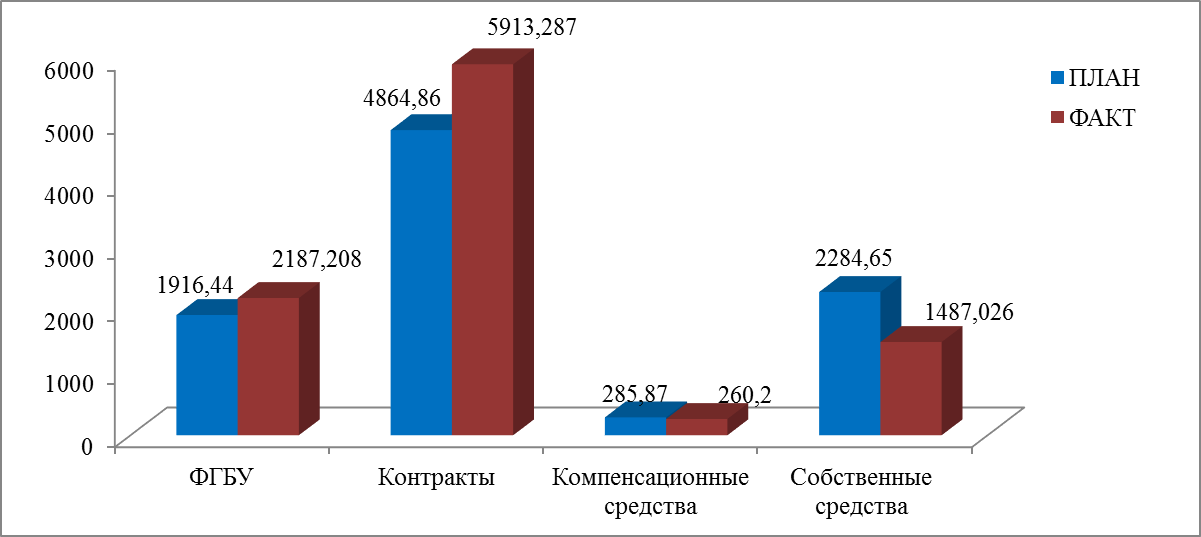 5913,287
6000
ПЛАН
4864,86
ФАКТ
5000
4000
3000
1916,44
2187,208
2284,65
2000
1487,026
1000
285,87
260,2
0
ФГБУ
Контракты
Компенсационные
средства
Собственные
средства